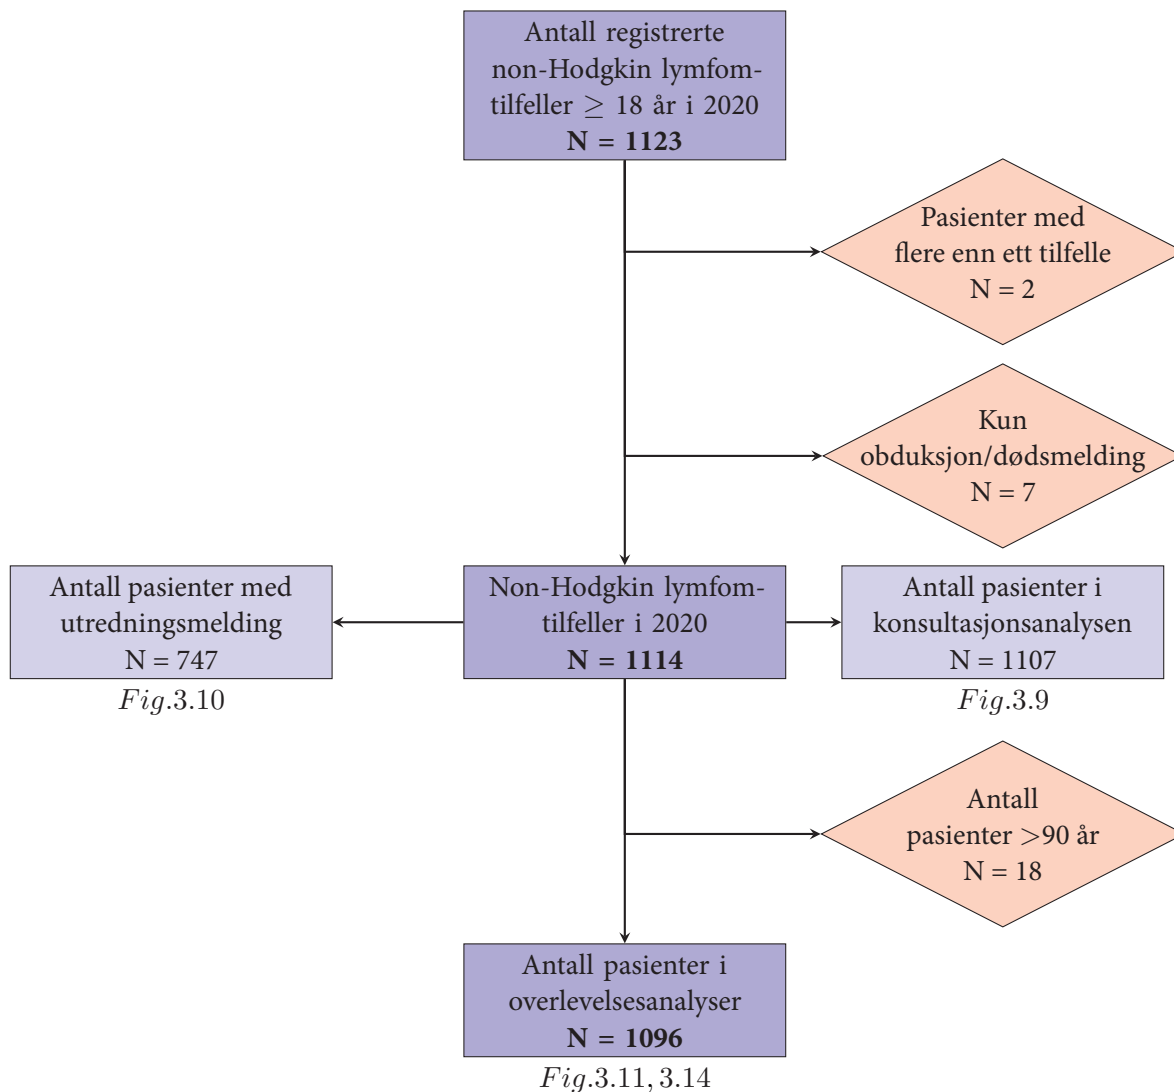 Antall registrerte
non-Hodgkin lymfom-
tilfeller ≥ 18 år i 2020
N = 1123
Pasienter med
flere enn ett tilfelle
N = 2
Kun
obduksjon/dødsmelding
N = 7
Antall pasienter med
utredningsmelding
N = 747
Fig.3.10
Non-Hodgkin lymfom-
tilfeller i 2020
N = 1114
Antall pasienter i
konsultasjonsanalysen
N = 1107
Fig.3.9
Antall
pasienter >90 år
N = 18
Antall pasienter i
overlevelsesanalyser
N = 1096
Fig.3.11, 3.14